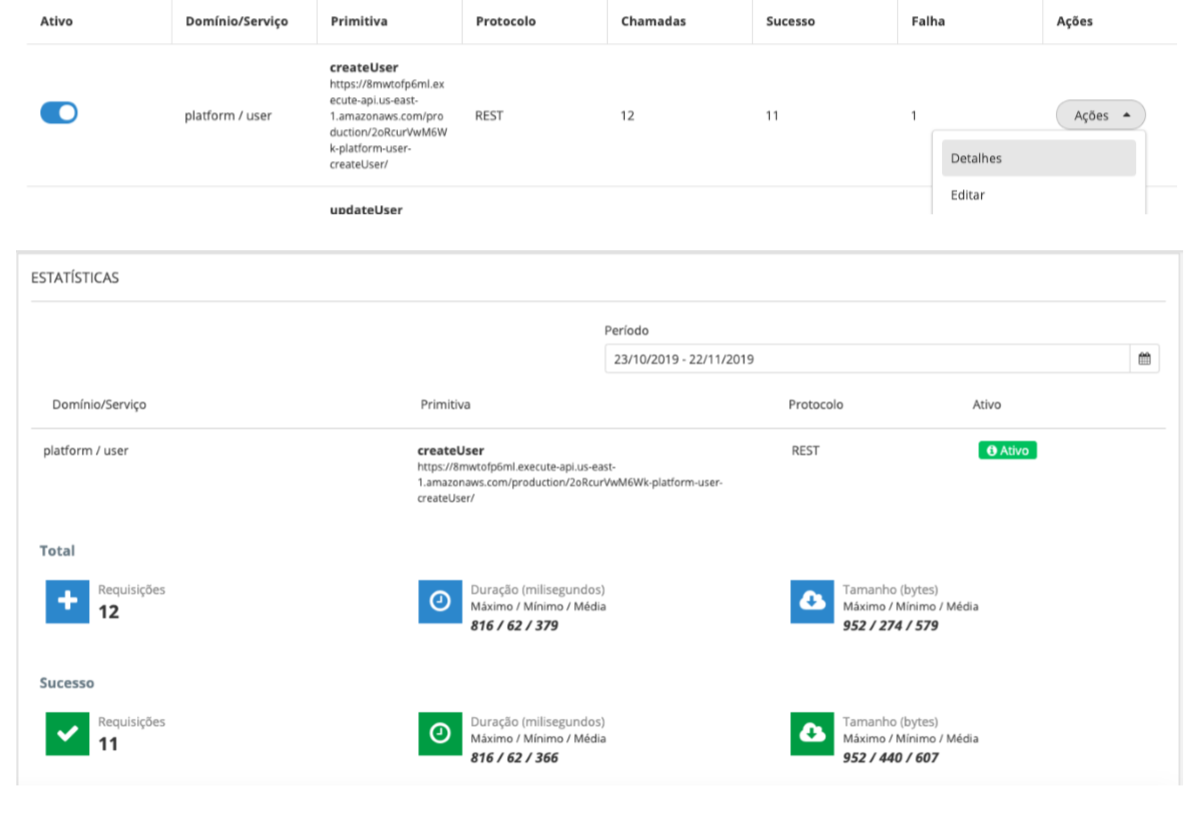 Ativo Domínio/Serviço Primitiva Protocolo Chamadas Sucesso Falha Ações
createUser
https://8mwtofp6ml.ex
ecute-api.us-east-
1.amazonaws.com/pro
duction/2oRcurVwM6W
k-platform-user-
createUser/
platform / user REST 12 11 1 Ações
Detalhes
Editar
updateUser
ESTATÍSTICAS
Período
23/10/2019 - 22/11/2019
Domínio/Serviço Primitiva Protocolo Ativo
platform / user createUser REST Ativo
https://8mwtofp6ml.execute-api.us-east-
1.amazonaws.com/production/2oRcurVwM6Wk-platform-user-
createUser/
Total
Requisições Duração (milisegundos) Tamanho (bytes)
Máximo / Mínimo / Média Máximo / Mínimo / Média
12 816 / 62 / 379 952 / 274 / 579
Sucesso
Requisições Duração (milisegundos) Tamanho (bytes)
Máximo / Mínimo / Média Máximo / Mínimo / Média
11 816 / 62 / 366 952 / 440 / 607